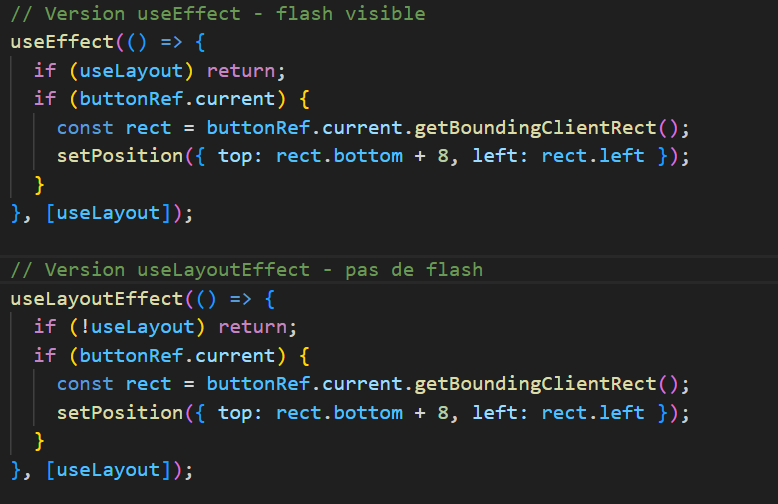 // Version useEffect - flash visible
useEffect(() => {
  if (useLayout) return;
  if (buttonRef.current) {
    const rect = buttonRef.current.getBoundingClientRect();
    setPosition({ top: rect.bottom + 8, left: rect.left });
  }
}, [useLayout]);

// Version useLayoutEffect - pas de flash
useLayoutEffect(() => {
  if (!useLayout) return;
  if (buttonRef.current) {
    const rect = buttonRef.current.getBoundingClientRect();
    setPosition({ top: rect.bottom + 8, left: rect.left });
  }
}, [useLayout]);